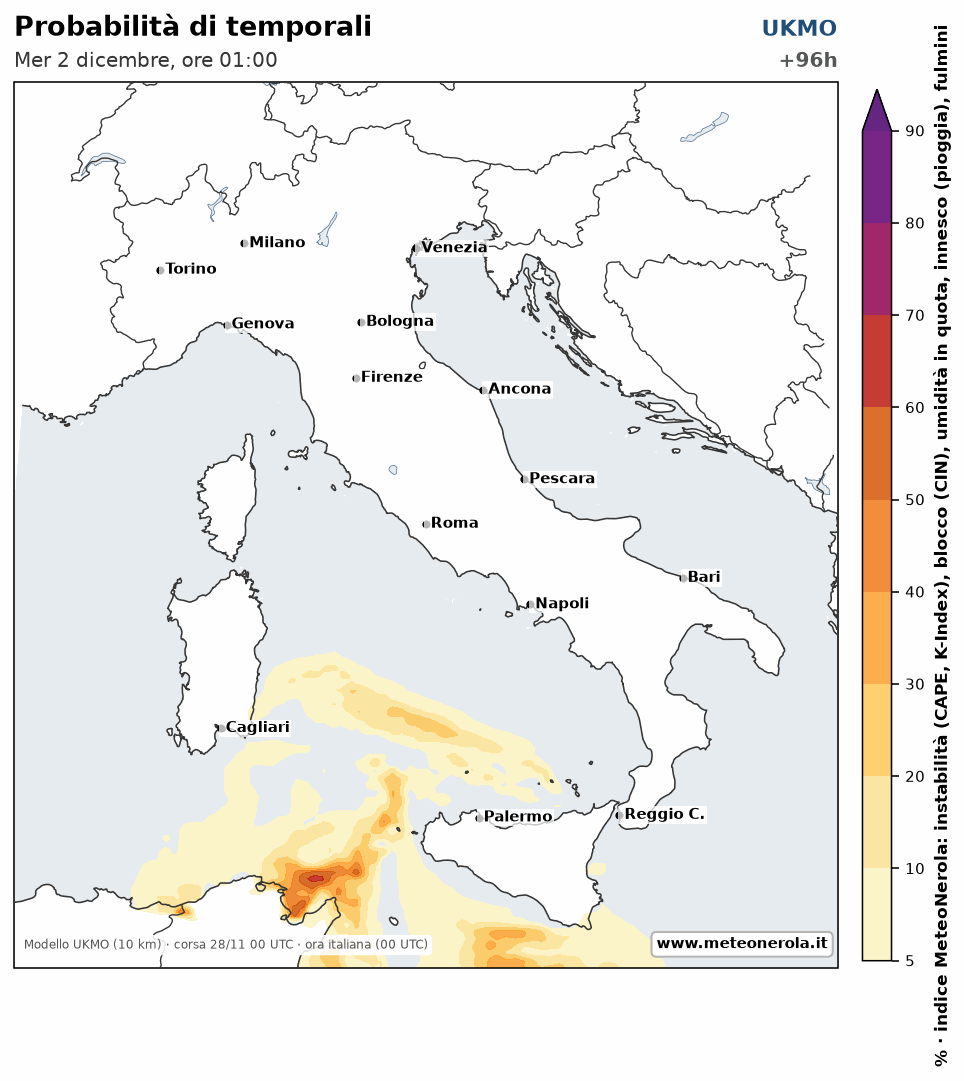 Probabilità di temporali
UKMO
Mer 2 dicembre, ore 01:00
+96h
Milano
Venezia
Torino
Genova
Bologna
Firenze
Ancona
Pescara
Roma
Bari
Napoli
Cagliari
Palermo
Reggio C.
Modello UKMO (10 km) · corsa 28/11 00 UTC · ora italiana (00 UTC)
www.meteonerola.it
90
80
70
60
50
40
30
20
10
5
% · indice MeteoNerola: instabilità (CAPE, K-Index), blocco (CIN), umidità in quota, innesco (pioggia), fulmini